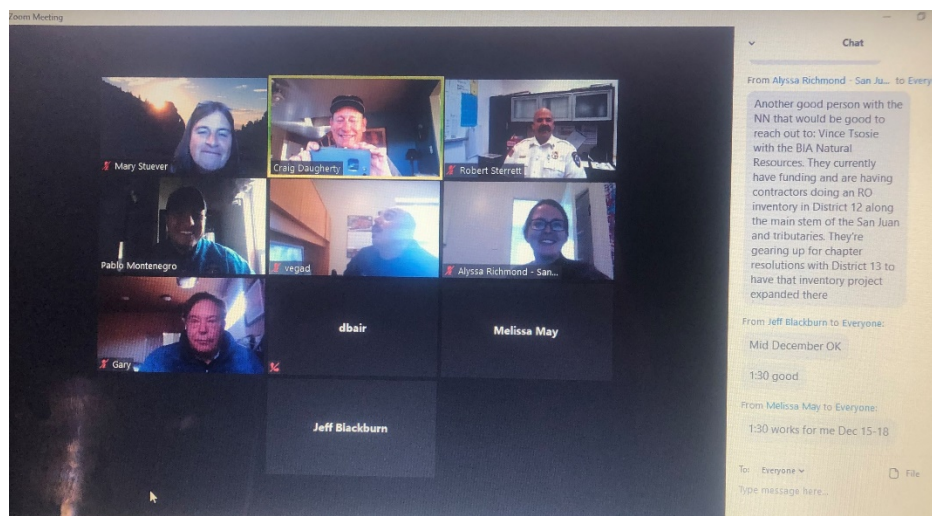 Zoom Meeting
Mary Stuever
Craig Daugherty
Robert Sterrett
Pablo Montenegro
vegad
Alyssa Richmond - San...
Gary
dbair
Melissa May
Jeff Blackburn
Chat
From Alyssa Richmond - San Ju... to Every
Another good person with the
NN that would be good to
reach out to: Vince Tsosie
with the BIA Natural
Resources. They currently
have funding and are having
contractors doing an RO
inventory in District 12 along
the main stem of the San Juan
and tributaries. They're
gearing up for chapter
resolutions with District 13 to
have that inventory project
expanded there
From Jeff Blackburn to Everyone:
Mid December OK
1:30 good
From Melissa May to Everyone:
1:30 works for me Dec 15-18
To: Everyone
File
Type message here...